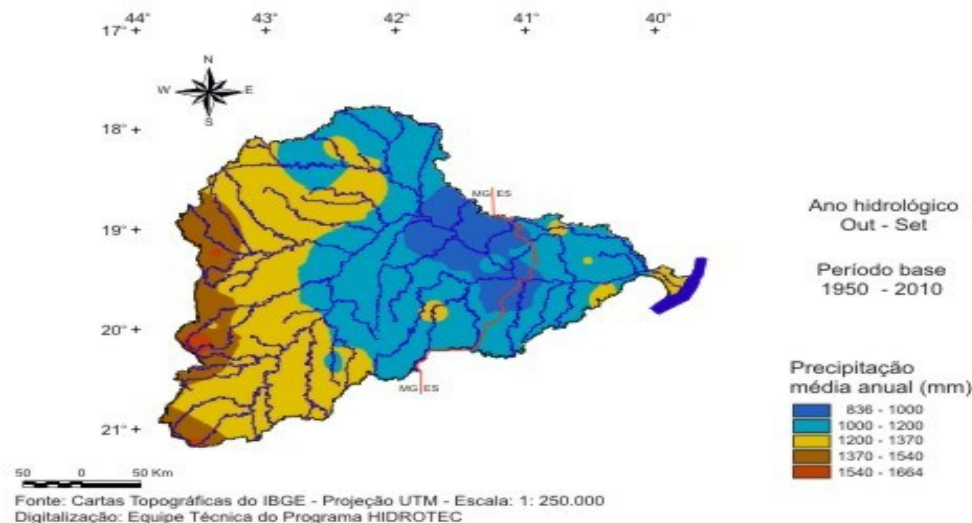 44° 43° 42° 41° 40°
17°
N
W E
S
18°
MG ES
19°
Ano hidrológico
Out - Set
Período base
1950 - 2010
20°
MG ES
21°
Precipitação
média anual (mm)
836 - 1000
1000 - 1200
1200 - 1370
1370 - 1540
1540 - 1664
50 0 50 Km
Fonte: Cartas Topográficas do IBGE - Projeção UTM - Escala: 1: 250.000
Digitalização: Equipe Técnica do Programa HIDROTEC